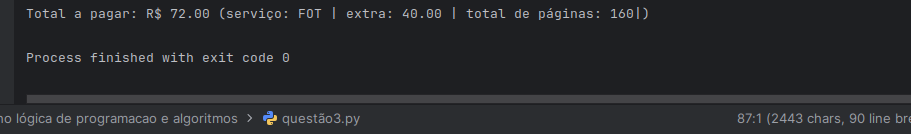 Total a pagar: R$ 72.00 (serviço: FOT | extra: 40.00 | total de páginas: 160|)
Process finished with exit code 0
no lógica de programacao e algoritmos > questão3.py 87:1 (2443 chars, 90 line bre